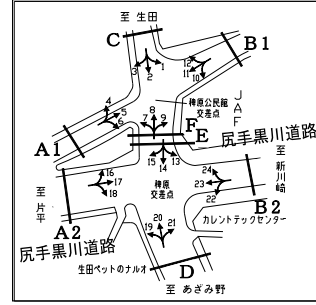 至 生田
C
B1
3
1
2
12
11
10
稗原公民館
交差点
JAF
4
5
6
8
7
9
F
E
A1
尻手黒川道路
15
14
13
至 新川崎
至 片平
16
17
18
稗原
交差点
24
23
22
B2
カレントテックセンター
A2
尻手黒川道路
20
19
21
生田ペットのナルオ
D
至 あざみ野